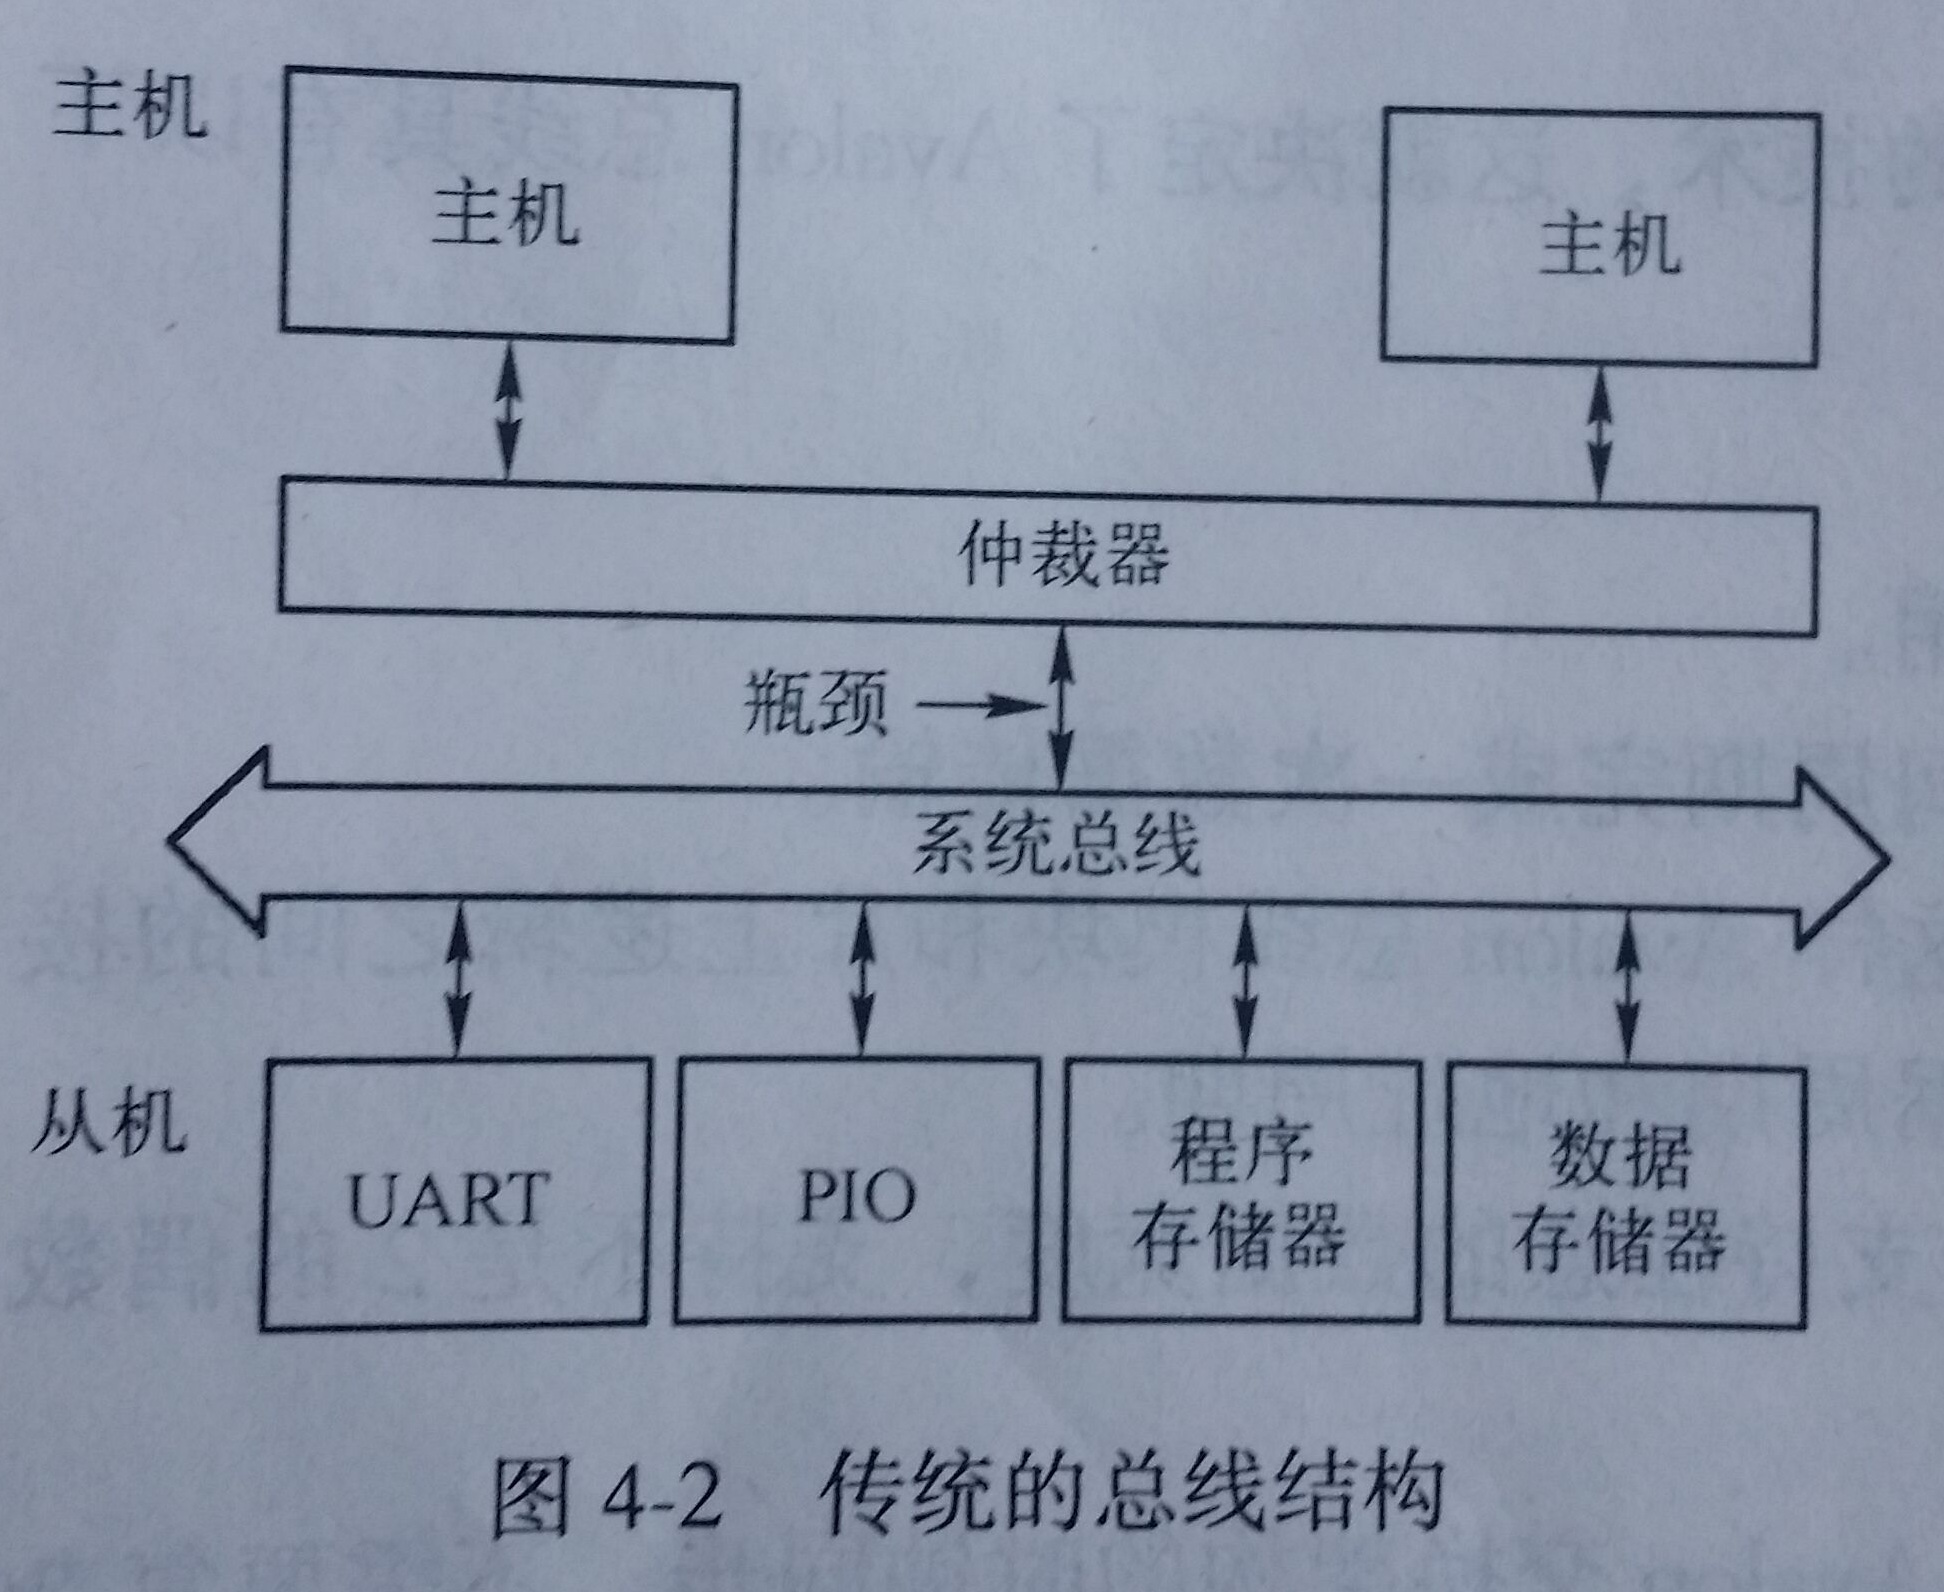 主机
主机
主机
仲裁器
瓶颈
系统总线
从机
UART
PIO
程序
存储器
数据
存储器
图 4-2 传统的总线结构